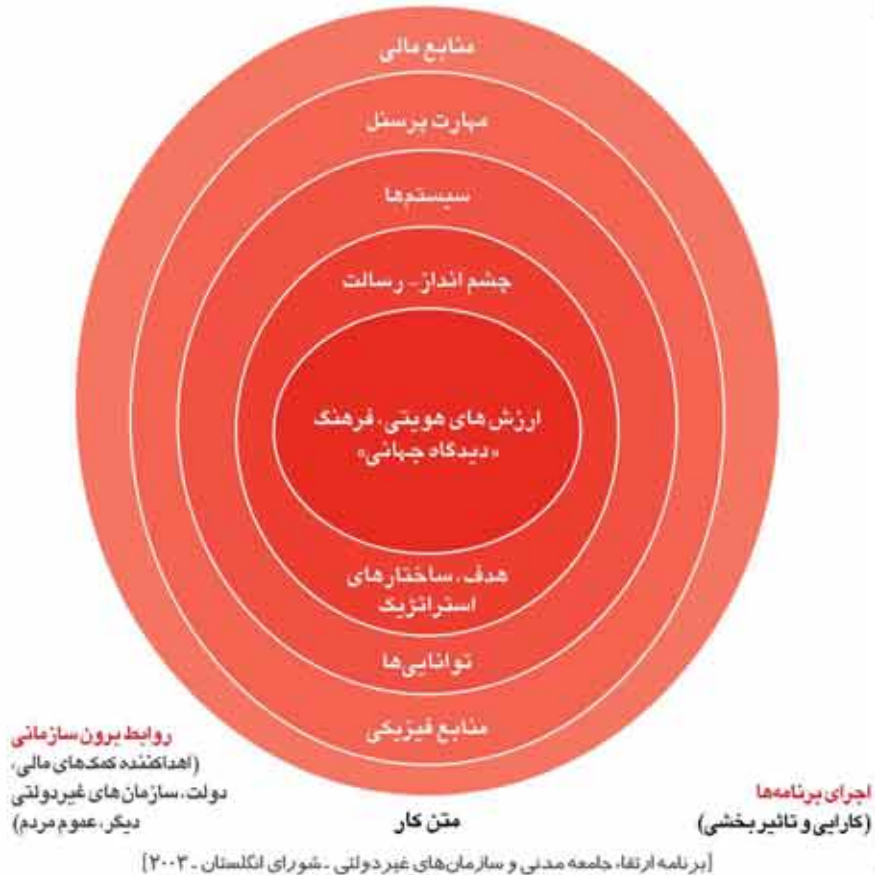 منابع مالی
مهارت پرسنل
سیستم‌ها
چشم انداز- رسالت
ارزش های هویتی، فرهنگ
«دیدگاه جهانی»
هدف، ساختارهای
استراتژیک
توانایی‌ها
منابع فیزیکی
روابط برون سازمانی
(اهداکننده کمک‌های مالی،
دولت، سازمان های غیردولتی
دیگر، عموم مردم)
متن کار
اجرای برنامه‌ها
(کارایی و تاثیر بخشی)
[برنامه ارتقاء جامعه مدنی و سازمان‌های غیر دولتی ـ شورای انگلستان ـ ۲۰۰۳]